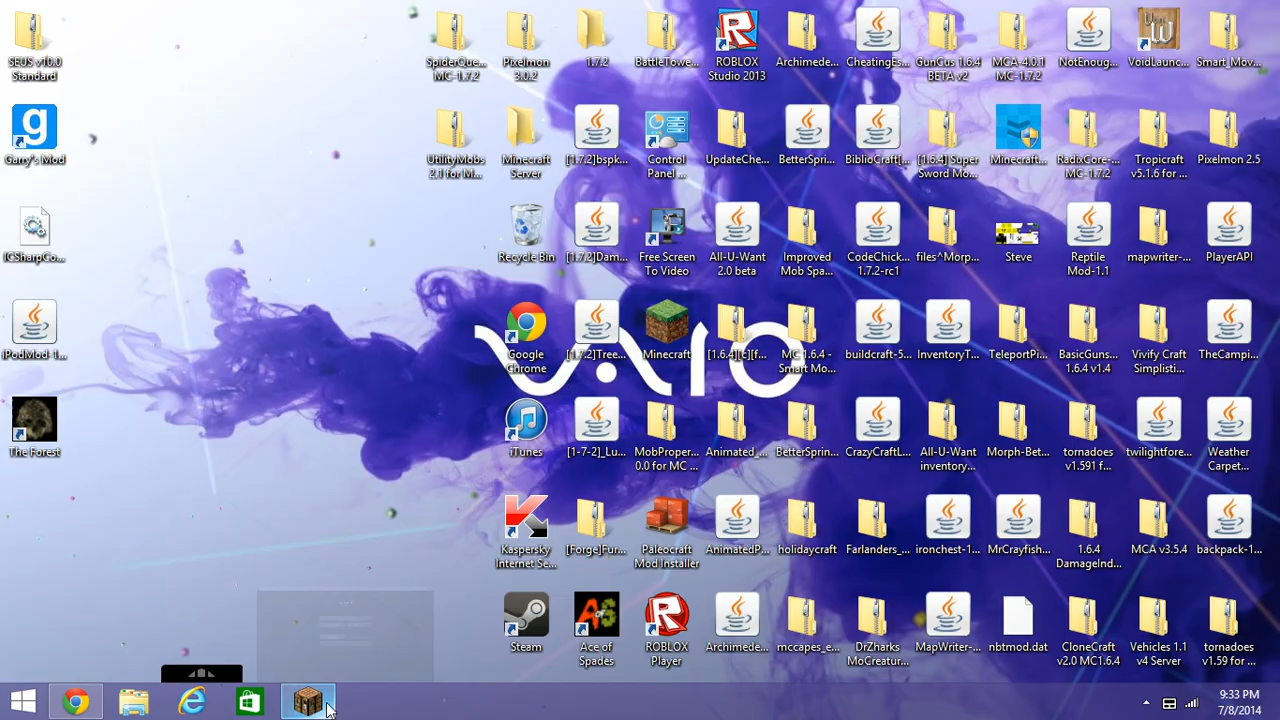 SEUS v10.0
Standard
SpiderQue...
MC-1.7.2
Pixelmon
3.0.2
1.7.2
BattleTowe...
ROBLOX
Studio 2013
Archimede...
CheatingEs...
GunCus 1.6.4
BETA v2
MCA-4.0.1
MC-1.7.2
NotEnoug...
VoidLaunc...
Smart_Mov...
Garry's Mod
UtilityMobs
2.1 for M...
Minecraft
Server
[1.7.2]bspk...
Control
Panel ...
UpdateChe...
BetterSpri...
BiblioCraft[...
[1.6.4] Super
Sword Mo...
Minecraft...
RadixCore-...
MC-1.7.2
Tropicraft
v5.1.6 for ...
Pixelmon 2.5
ICSharpCo...
Recycle Bin
[1.7.2]Dam...
Free Screen
To Video
All-U-Want
2.0 beta
Improved
Mob Spa...
CodeChick...
1.7.2-rc1
files^Morp...
Steve
Reptile
Mod-1.1
mapwriter-...
PlayerAPI
iPodMod-1...
Google
Chrome
[1.7.2]Tree...
Minecraft
[1.6.4][c][f...
MC 1.6.4 -
Smart Mo...
buildcraft-5...
InventoryT...
TeleportPi...
BasicGuns...
1.6.4 v1.4
Vivify Craft
Simplisti...
TheCampi...
VAIO
The Forest
iTunes
[1-7-2]_Lu...
MobProper...
0.0 for MC ...
Animated_...
BetterSprin...
CrazyCraftL...
All-U-Want
inventory...
Morph-Bet...
tornadoes
v1.591 f...
twilightfore...
Weather
Carpet...
Kaspersky
Internet Se...
[Forge]Fur...
Paleocraft
Mod Installer
AnimatedP...
holidaycraft
Farlanders_...
ironchest-1...
MrCrayfish...
1.6.4
DamageInd...
MCA v3.5.4
backpack-1...
Steam
Ace of
Spades
ROBLOX
Player
Archimede...
mccapes_e...
DrZharks
MoCreatur...
MapWriter-...
nbtmod.dat
CloneCraft
v2.0 MC1.6.4
Vehicles 1.1
v4 Server
tornadoes
v1.59 for ...
9:33 PM
7/8/2014